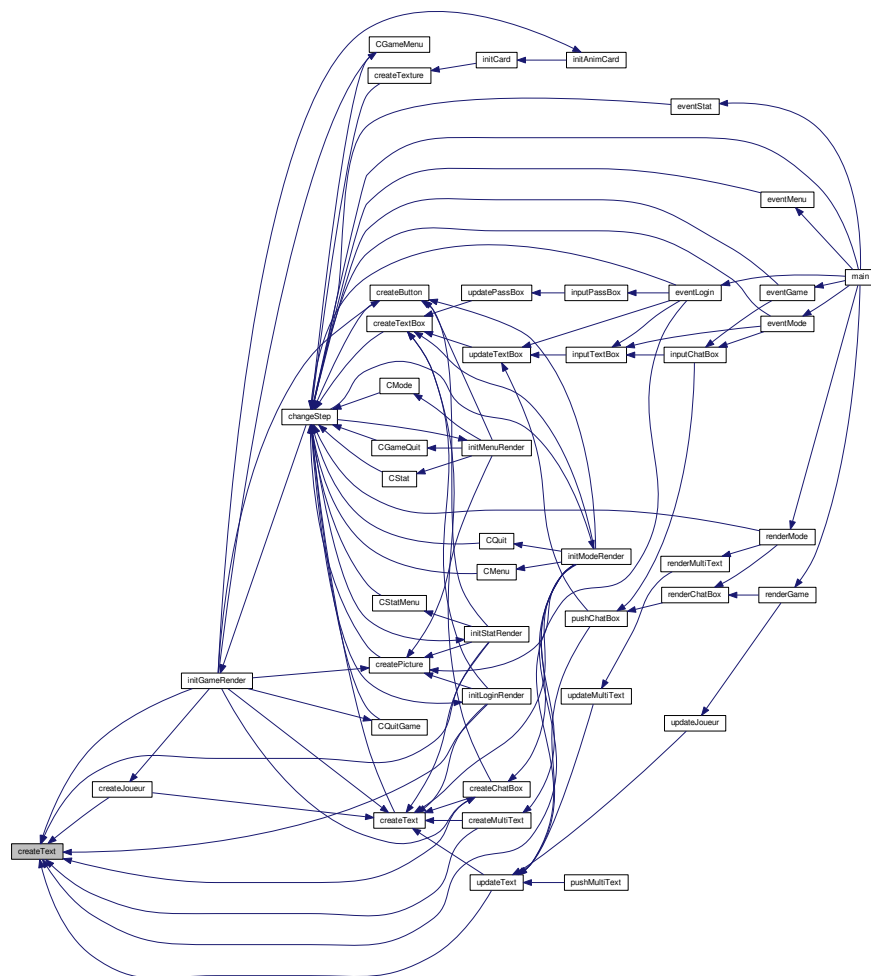 CGameMenu
initCard
initAnimCard
createTexture
eventStat
eventMenu
main
createButton
updatePassBox
inputPassBox
eventLogin
eventGame
createTextBox
eventMode
updateTextBox
inputTextBox
inputChatBox
CMode
changeStep
CGameQuit
initMenuRender
CStat
CQuit
renderMode
initModeRender
renderMultiText
CMenu
renderChatBox
renderGame
CStatMenu
pushChatBox
initStatRender
createPicture
initGameRender
initLoginRender
updateMultiText
updateJoueur
CQuitGame
createJoueur
createChatBox
createText
createMultiText
createText
updateText
pushMultiText